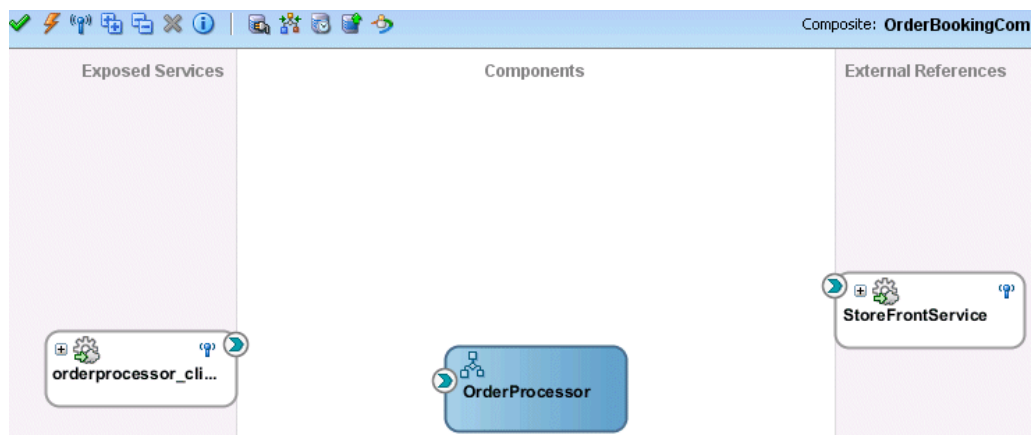 Composite: OrderBookingCom
Exposed Services
Components
External References
StoreFrontService
orderprocessor_cli...
OrderProcessor